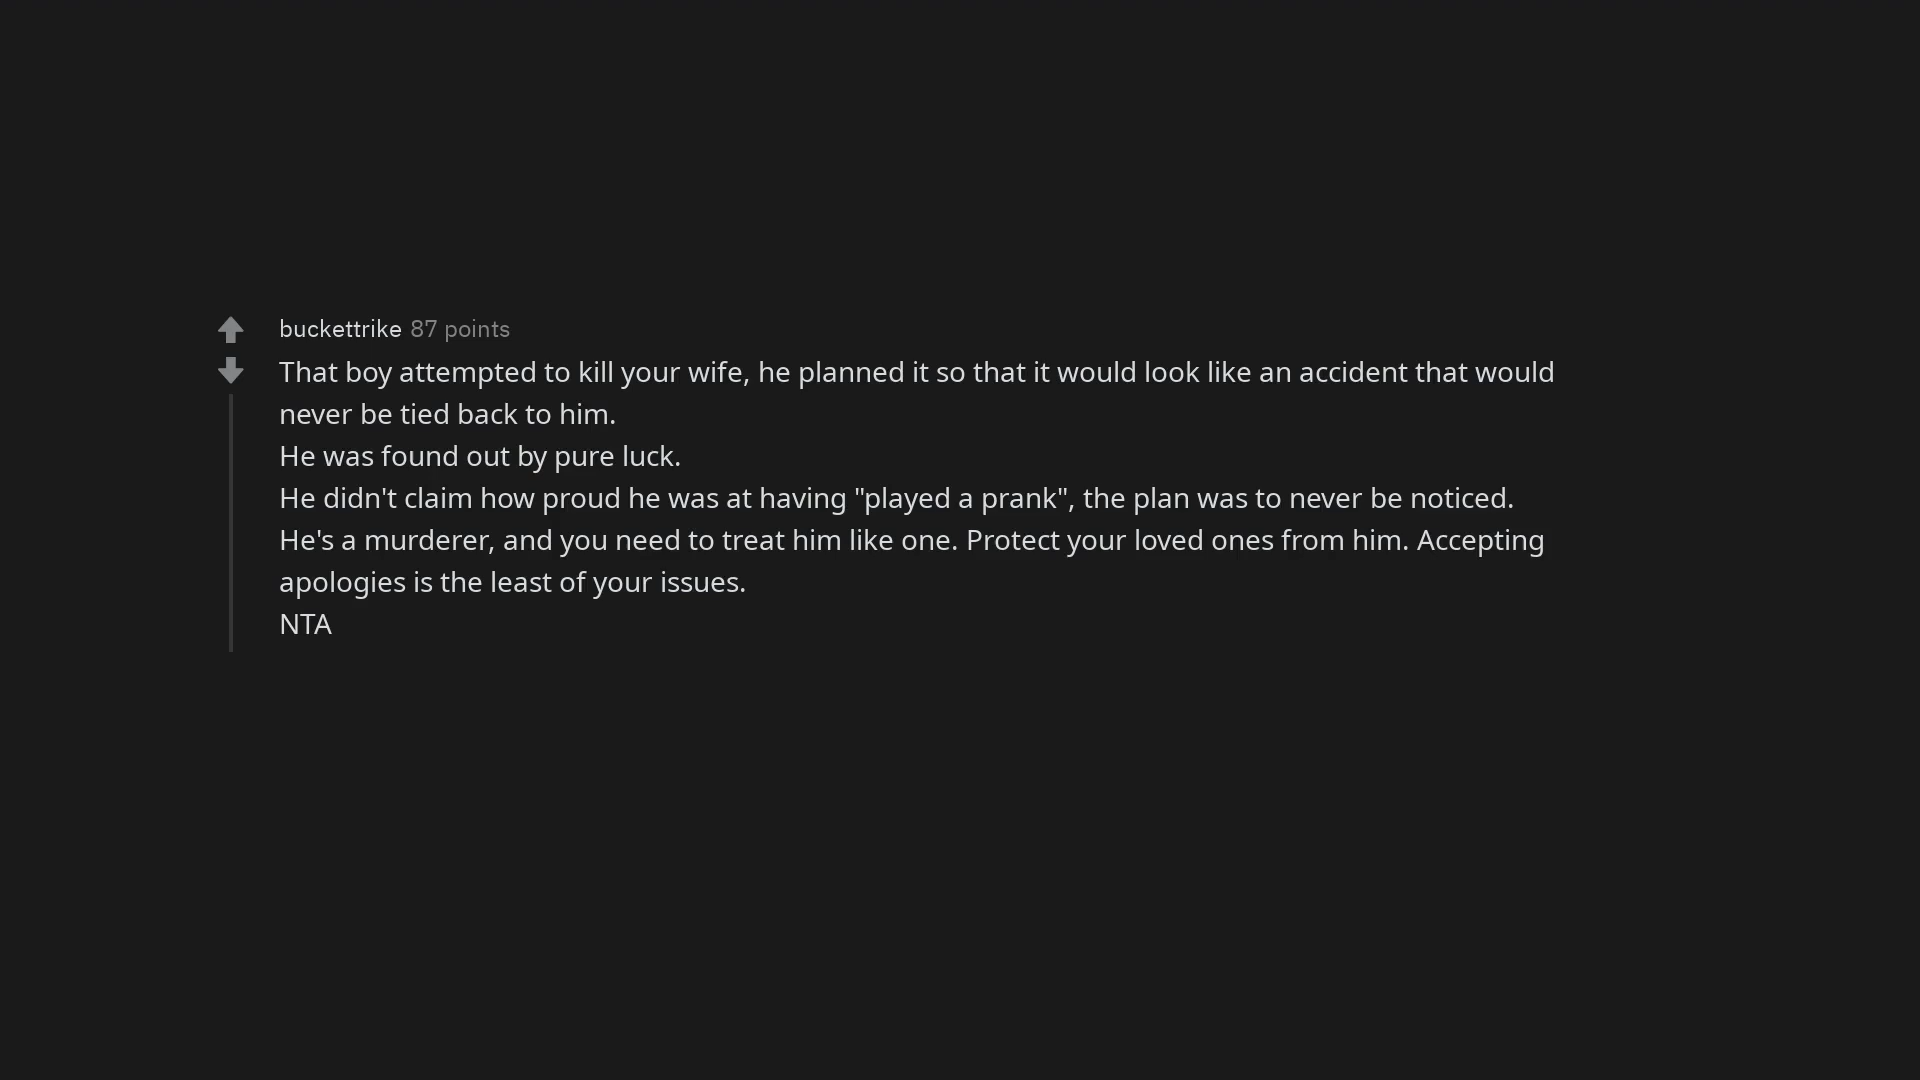 buckettrike 87 points
That boy attempted to kill your wife, he planned it so that it would look like an accident that would
never be tied back to him.
He was found out by pure luck.
He didn't claim how proud he was at having "played a prank", the plan was to never be noticed.
He's a murderer, and you need to treat him like one. Protect your loved ones from him. Accepting
apologies is the least of your issues.
NTA